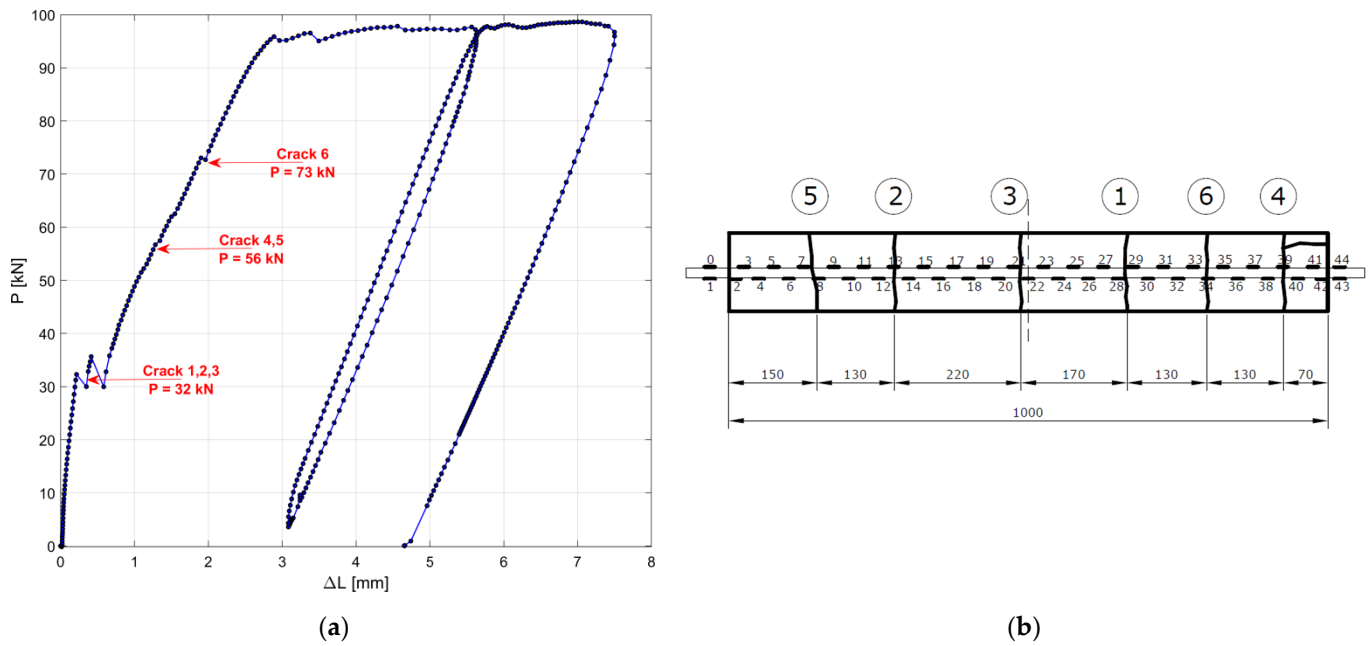 100
90
80
70
60
50
40
30
20
10
0
P [kN]
Crack 6
P = 73 kN
Crack 4,5
P = 56 kN
Crack 1,2,3
P = 32 kN
0 1 2 3 4 5 6 7 8
ΔL [mm]
(a)
5 2 3 1 6 4
0 3 5 7 9 11 13 15 17 19 21 23 25 27 29 31 33 35 37 39 41 44
1 2 4 6 8 10 12 14 16 18 20 22 24 26 28 30 32 34 36 38 40 42 43
150 130 220 170 130 130 70
1000
(b)